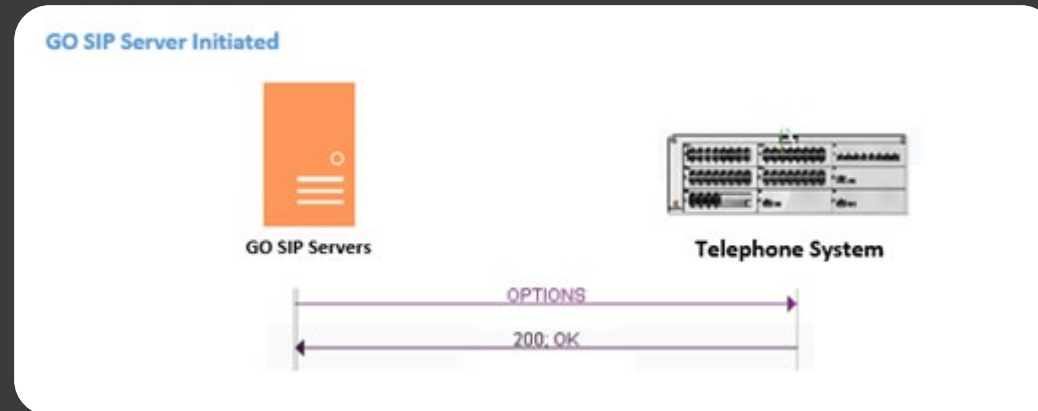 GO SIP Server Initiated
GO SIP Servers
Telephone System
OPTIONS
200; OK